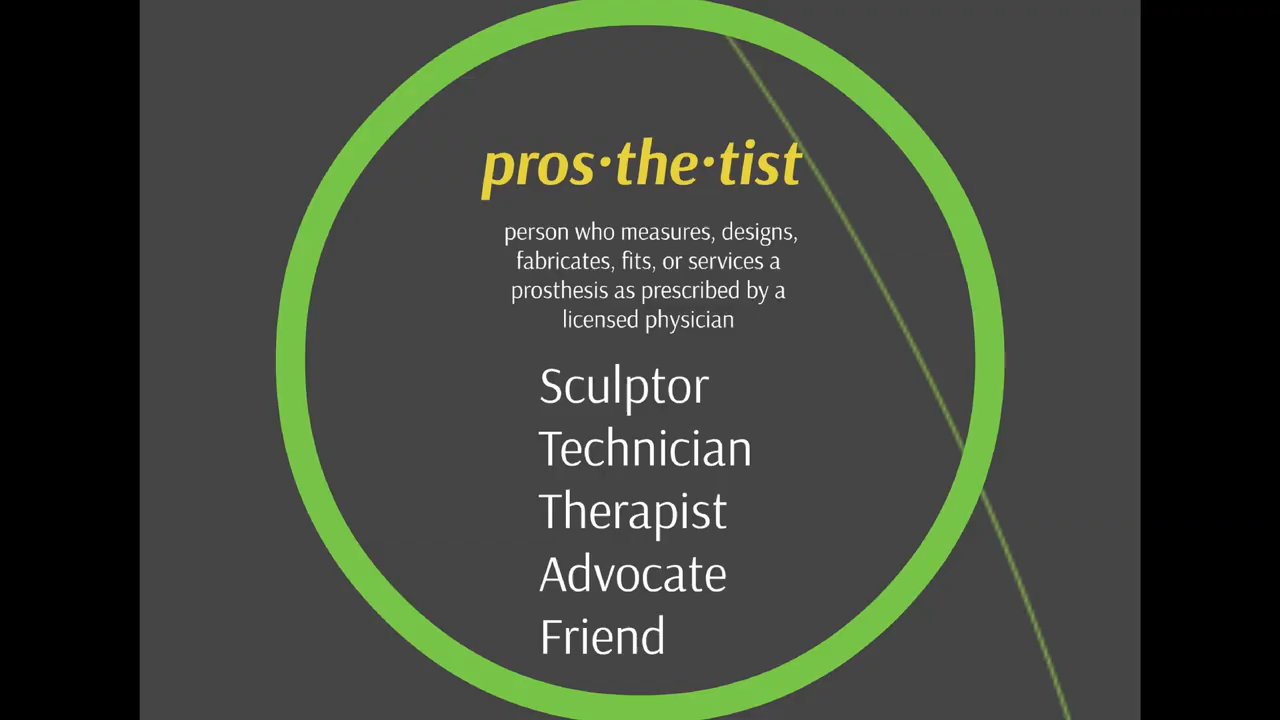 pros·the·tist
person who measures, designs,
fabricates, fits, or services a
prosthesis as prescribed by a
licensed physician
Sculptor
Technician
Therapist
Advocate
Friend